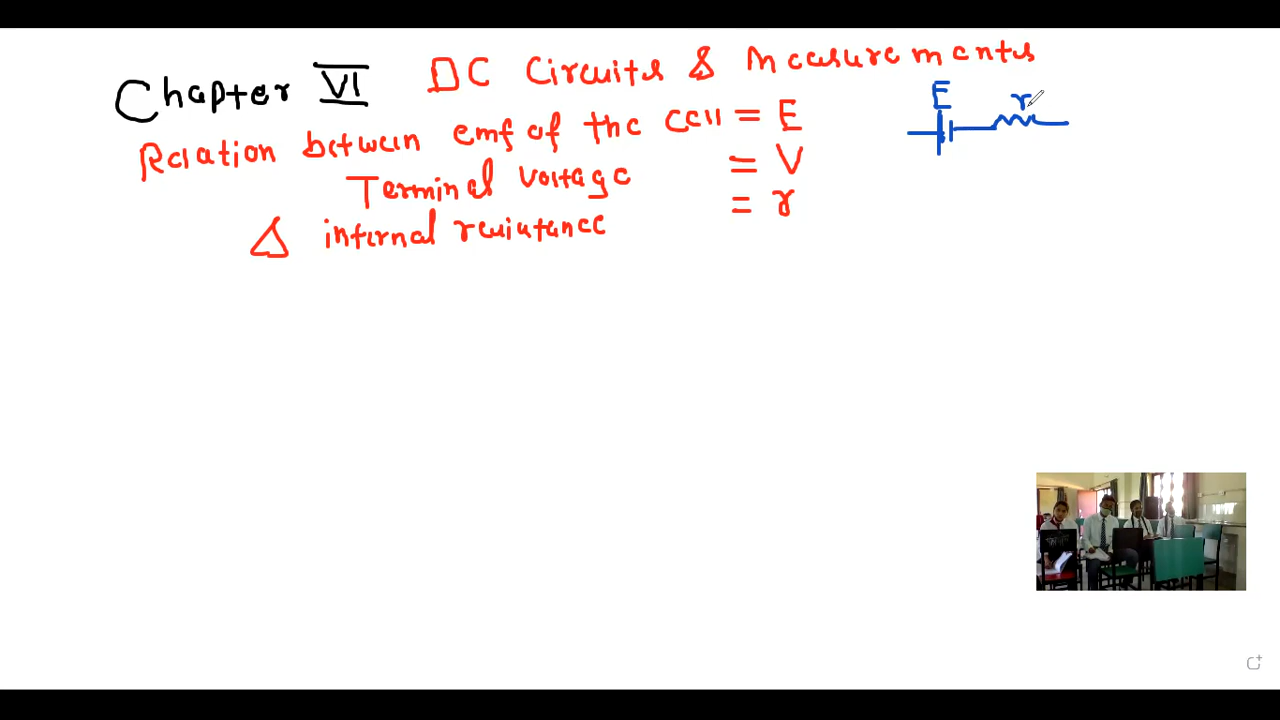 Chapter VI DC Circuits & Measurements
Relation between emf of the cell = E
Terminal voltage = V
& internal resistance = r
E
r